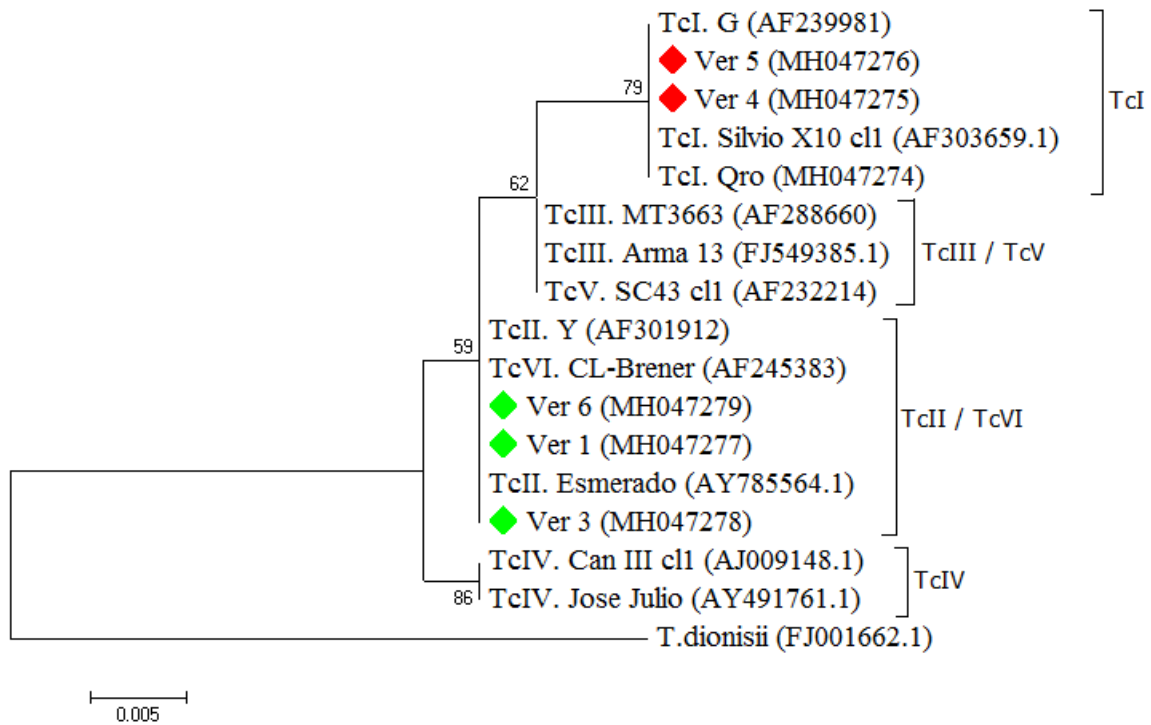 TcI. G (AF239981)
Ver 5 (MH047276)
79
Ver 4 (MH047275)
TcI
TcI. Silvio X10 cl1 (AF303659.1)
TcI. Qro (MH047274)
62
TcIII. MT3663 (AF288660)
TcIII. Arma 13 (FJ549385.1)
TcIII / TcV
TcV. SC43 cl1 (AF232214)
TcII. Y (AF301912)
59
TcVI. CL-Brener (AF245383)
Ver 6 (MH047279)
TcII / TcVI
Ver 1 (MH047277)
TcII. Esmerado (AY785564.1)
Ver 3 (MH047278)
TcIV. Can III cl1 (AJ009148.1)
TcIV
86
TcIV. Jose Julio (AY491761.1)
T.dionisii (FJ001662.1)
0.005